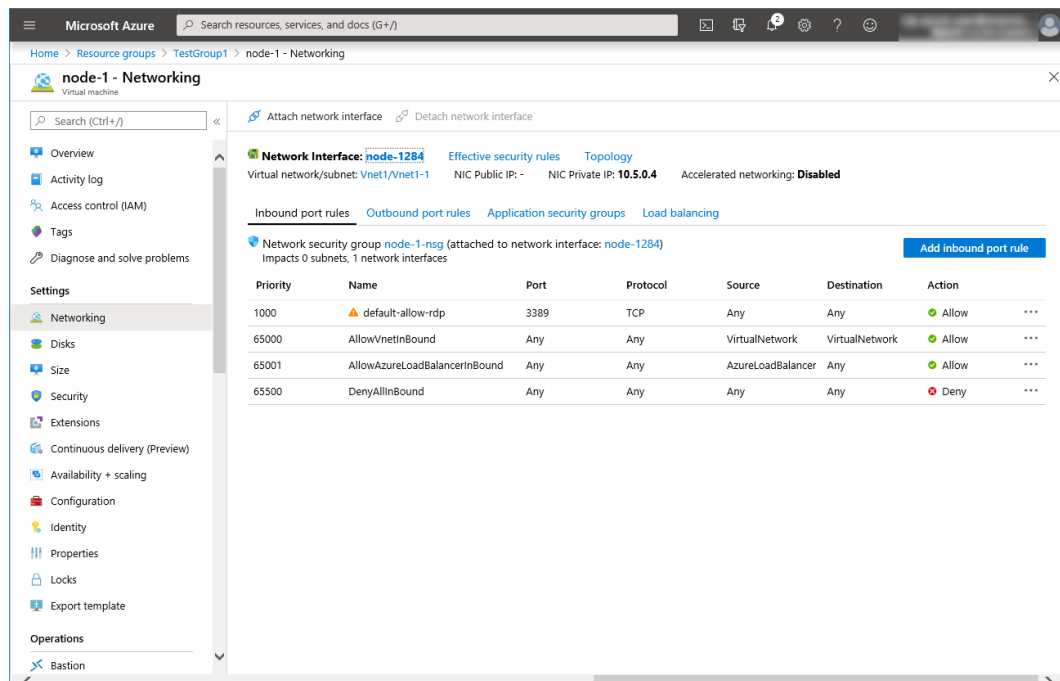 Microsoft Azure
Search resources, services, and docs (G+/)
2
Home > Resource groups > TestGroup1 > node-1 - Networking
node-1 - Networking
Virtual machine
Search (Ctrl+/)
Overview
Activity log
Access control (IAM)
Tags
Diagnose and solve problems
Settings
Networking
Disks
Size
Security
Extensions
Continuous delivery (Preview)
Availability + scaling
Configuration
Identity
Properties
Locks
Export template
Operations
Bastion
Attach network interface Detach network interface
Network Interface: node-1284 Effective security rules Topology
Virtual network/subnet: Vnet1/Vnet1-1 NIC Public IP: - NIC Private IP: 10.5.0.4 Accelerated networking: Disabled
Inbound port rules Outbound port rules Application security groups Load balancing
Network security group node-1-nsg (attached to network interface: node-1284)
Impacts 0 subnets, 1 network interfaces
Add inbound port rule
Priority Name Port Protocol Source Destination Action
1000 default-allow-rdp 3389 TCP Any Any Allow
65000 AllowVnetInBound Any Any VirtualNetwork VirtualNetwork Allow
65001 AllowAzureLoadBalancerInBound Any Any AzureLoadBalancer Any Allow
65500 DenyAllInBound Any Any Any Any Deny